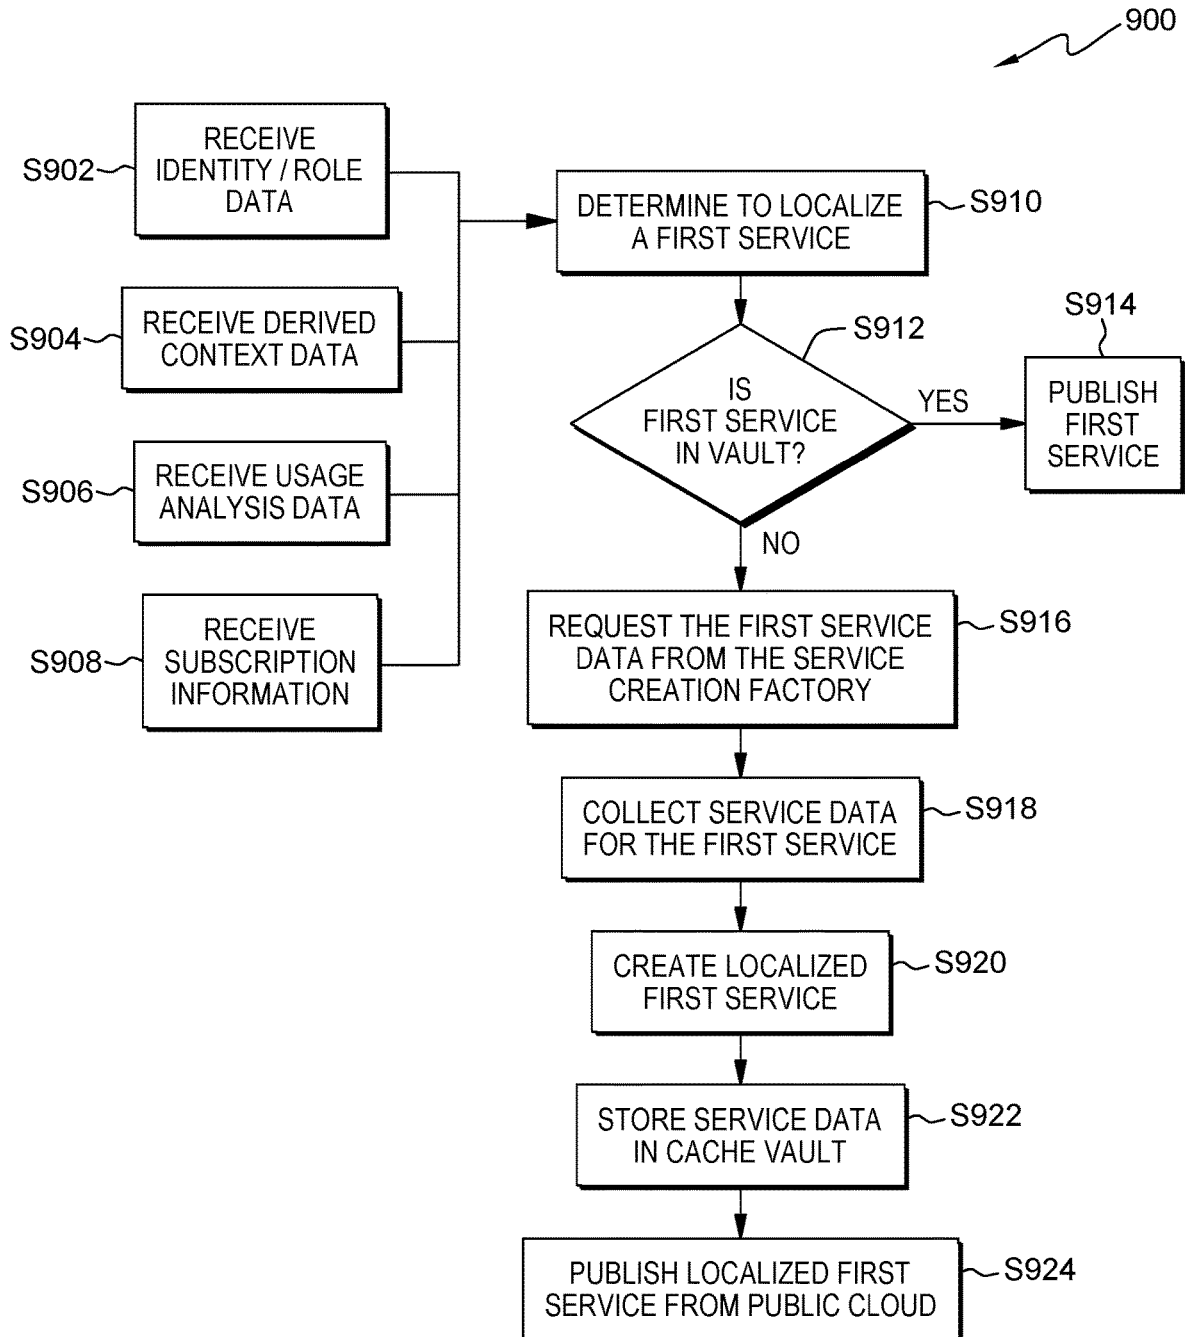 900
S902
RECEIVE
IDENTITY / ROLE
DATA
S904
RECEIVE DERIVED
CONTEXT DATA
S906
RECEIVE USAGE
ANALYSIS DATA
S908
RECEIVE
SUBSCRIPTION
INFORMATION
DETERMINE TO LOCALIZE
A FIRST SERVICE
S910
S912
IS
FIRST SERVICE
IN VAULT?
YES
S914
PUBLISH
FIRST
SERVICE
NO
REQUEST THE FIRST SERVICE
DATA FROM THE SERVICE
CREATION FACTORY
S916
COLLECT SERVICE DATA
FOR THE FIRST SERVICE
S918
CREATE LOCALIZED
FIRST SERVICE
S920
STORE SERVICE DATA
IN CACHE VAULT
S922
PUBLISH LOCALIZED FIRST
SERVICE FROM PUBLIC CLOUD
S924